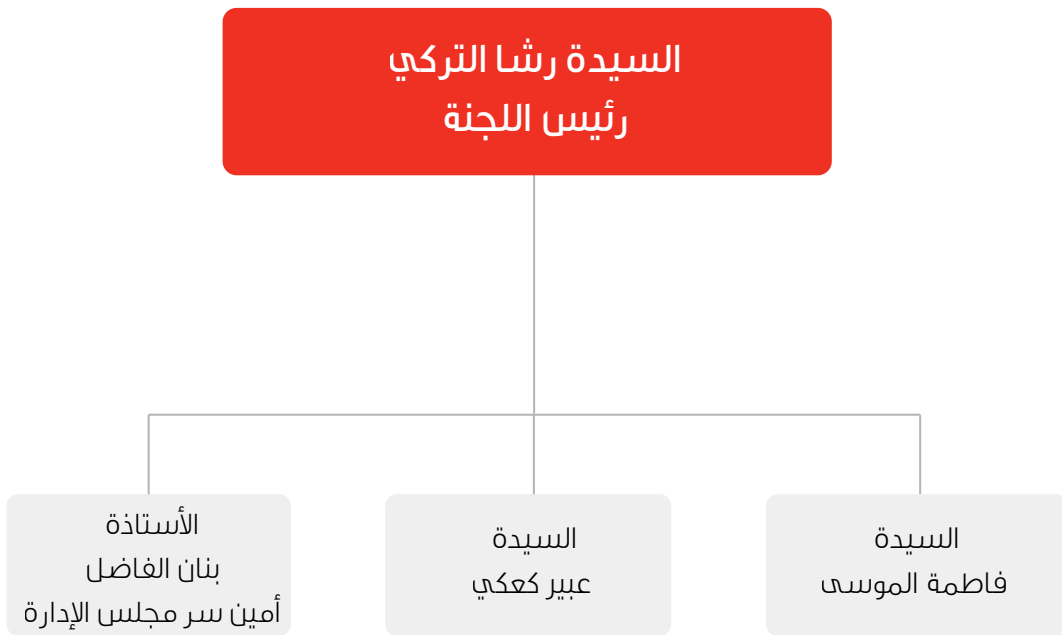 السيدة رشا التركي
رئيس اللجنة
السيدة
فاطمة الموسى
السيدة
عبير كعكي
الأستاذة
بنان الفاضل
أمين سر مجلس الإدارة